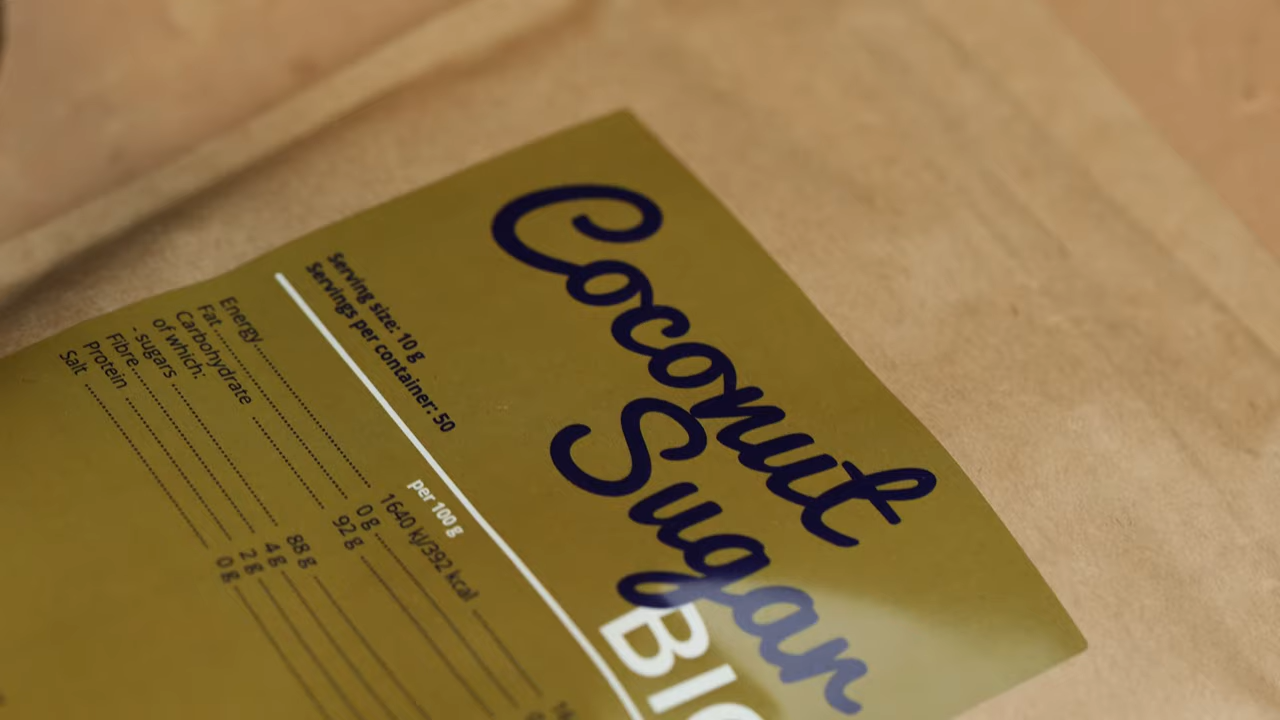 Coconut
Sugar
Serving size: 10 g
Servings per container: 50
per 100 g
Energy 1640 kJ/392 kcal
Fat 0 g
Carbohydrate 92 g
of which:
- sugars 88 g
Fibre 4 g
Protein 2 g
Salt 0 g